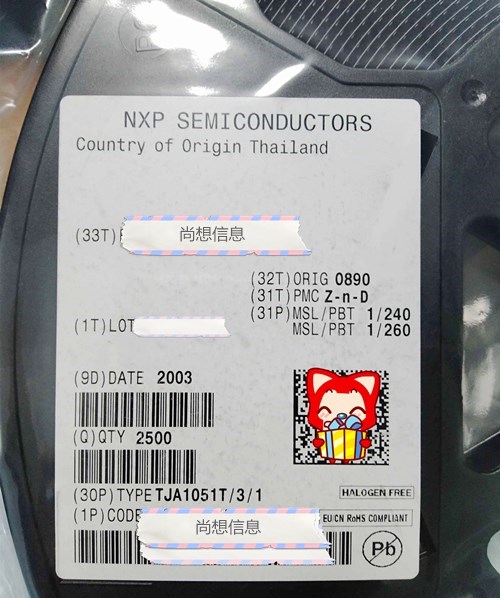 NXP SEMICONDUCTORS
Country of Origin Thailand
(33T)
尚想信息
(32T)ORIG 0890
(31T)PMC Z-n-D
(31P)MSL/PBT 1/240
MSL/PBT 1/260
(1T)LOT
(9D)DATE 2003
(Q)QTY 2500
(30P)TYPE TJA1051T/3/1
HALOGEN FREE
(1P)CODE
尚想信息
EU/CN RoHS COMPLIANT
Pb